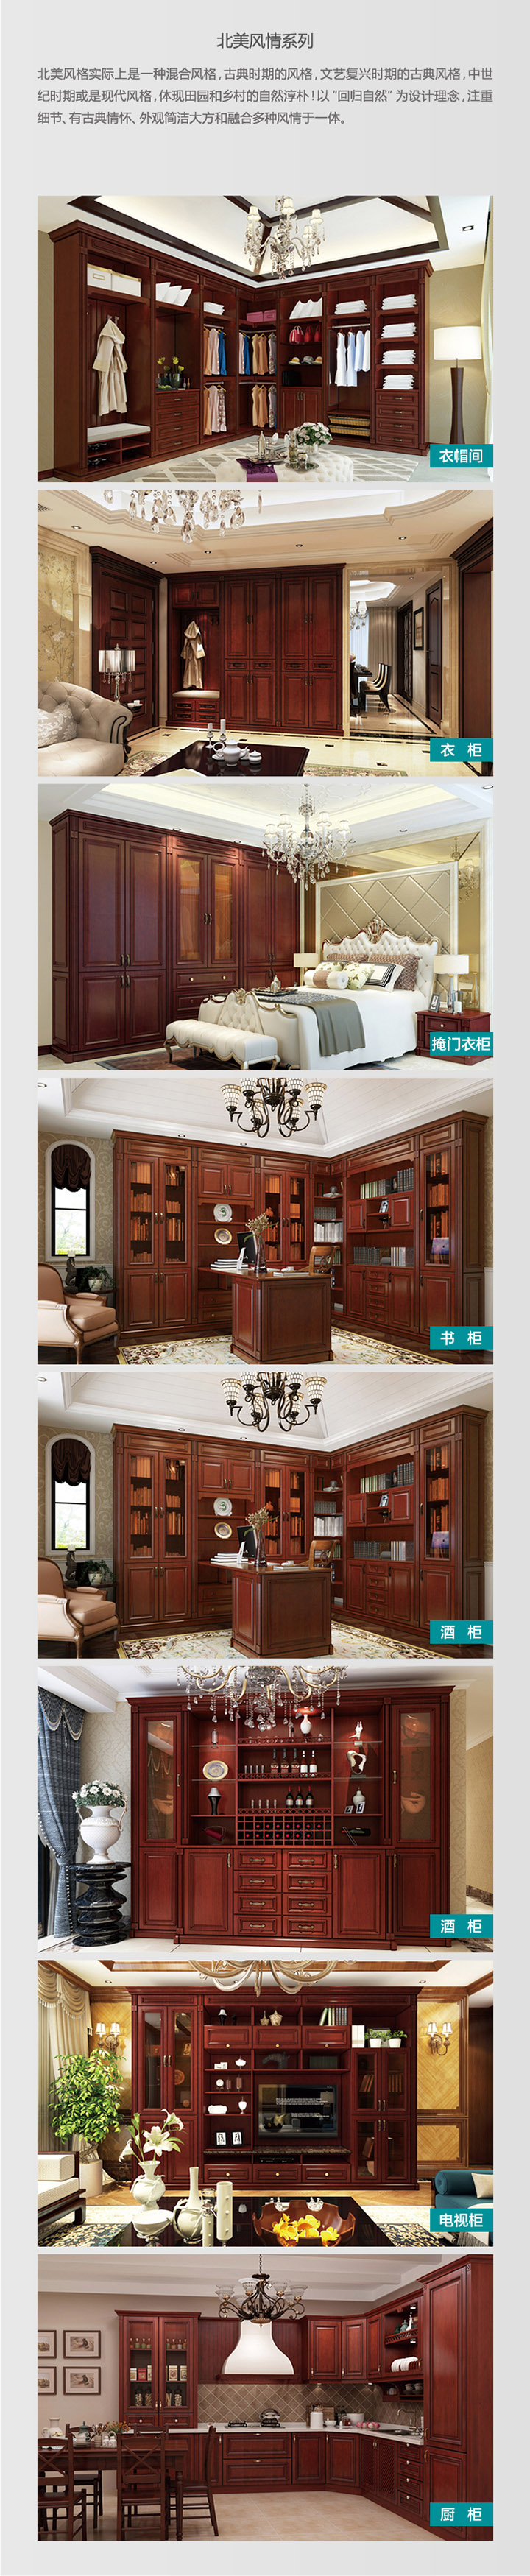 北美风情系列
北美风格实际上是一种混合风格,古典时期的风格,文艺复兴时期的古典风格,中世
纪时期或是现代风格,体现田园和乡村的自然淳朴!以“回归自然”为设计理念,注重
细节、有古典情怀、外观简洁大方和融合多种风情于一体。
衣帽间
衣 柜
掩门衣柜
书 柜
酒 柜
酒 柜
电视柜
厨 柜